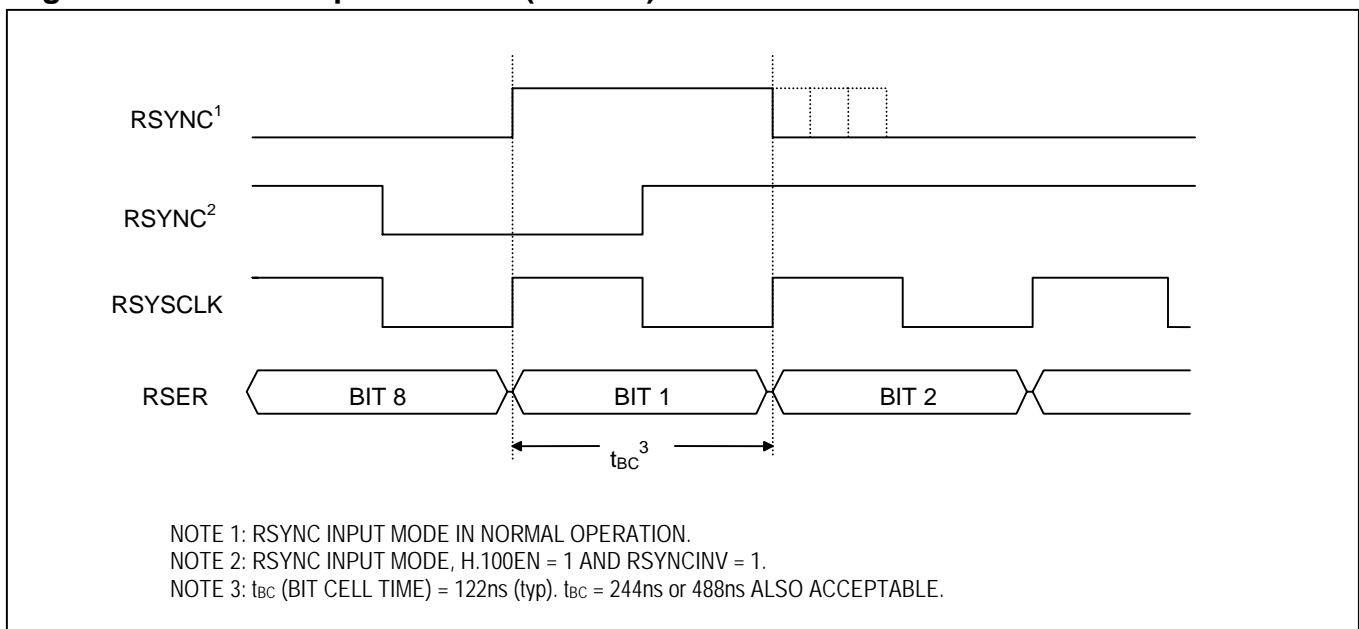 RSYNC¹
RSYNC²
RSYSCLK
RSER BIT 8 BIT 1 BIT 2
tBC³
NOTE 1: RSYNC INPUT MODE IN NORMAL OPERATION.
NOTE 2: RSYNC INPUT MODE, H.100EN = 1 AND RSYNCINV = 1.
NOTE 3: tBC (BIT CELL TIME) = 122ns (typ). tBC = 244ns or 488ns ALSO ACCEPTABLE.